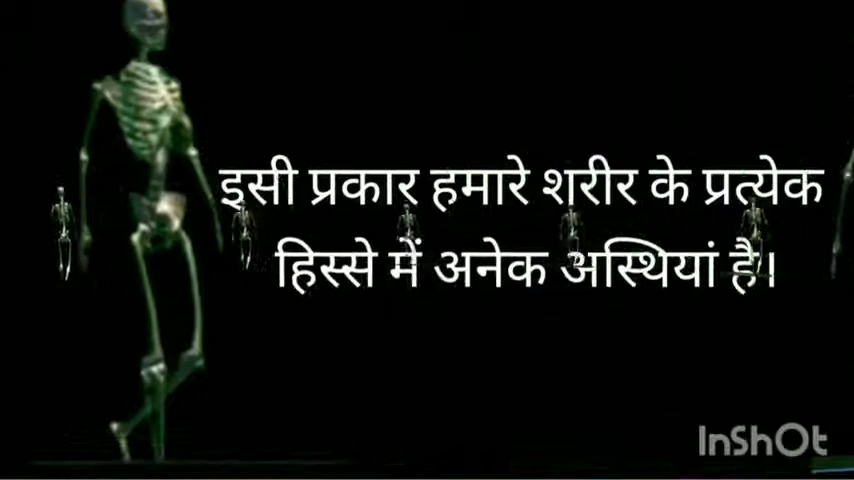 इसी प्रकार हमारे शरीर के प्रत्येक
हिस्से में अनेक अस्थियां है।
InShOt